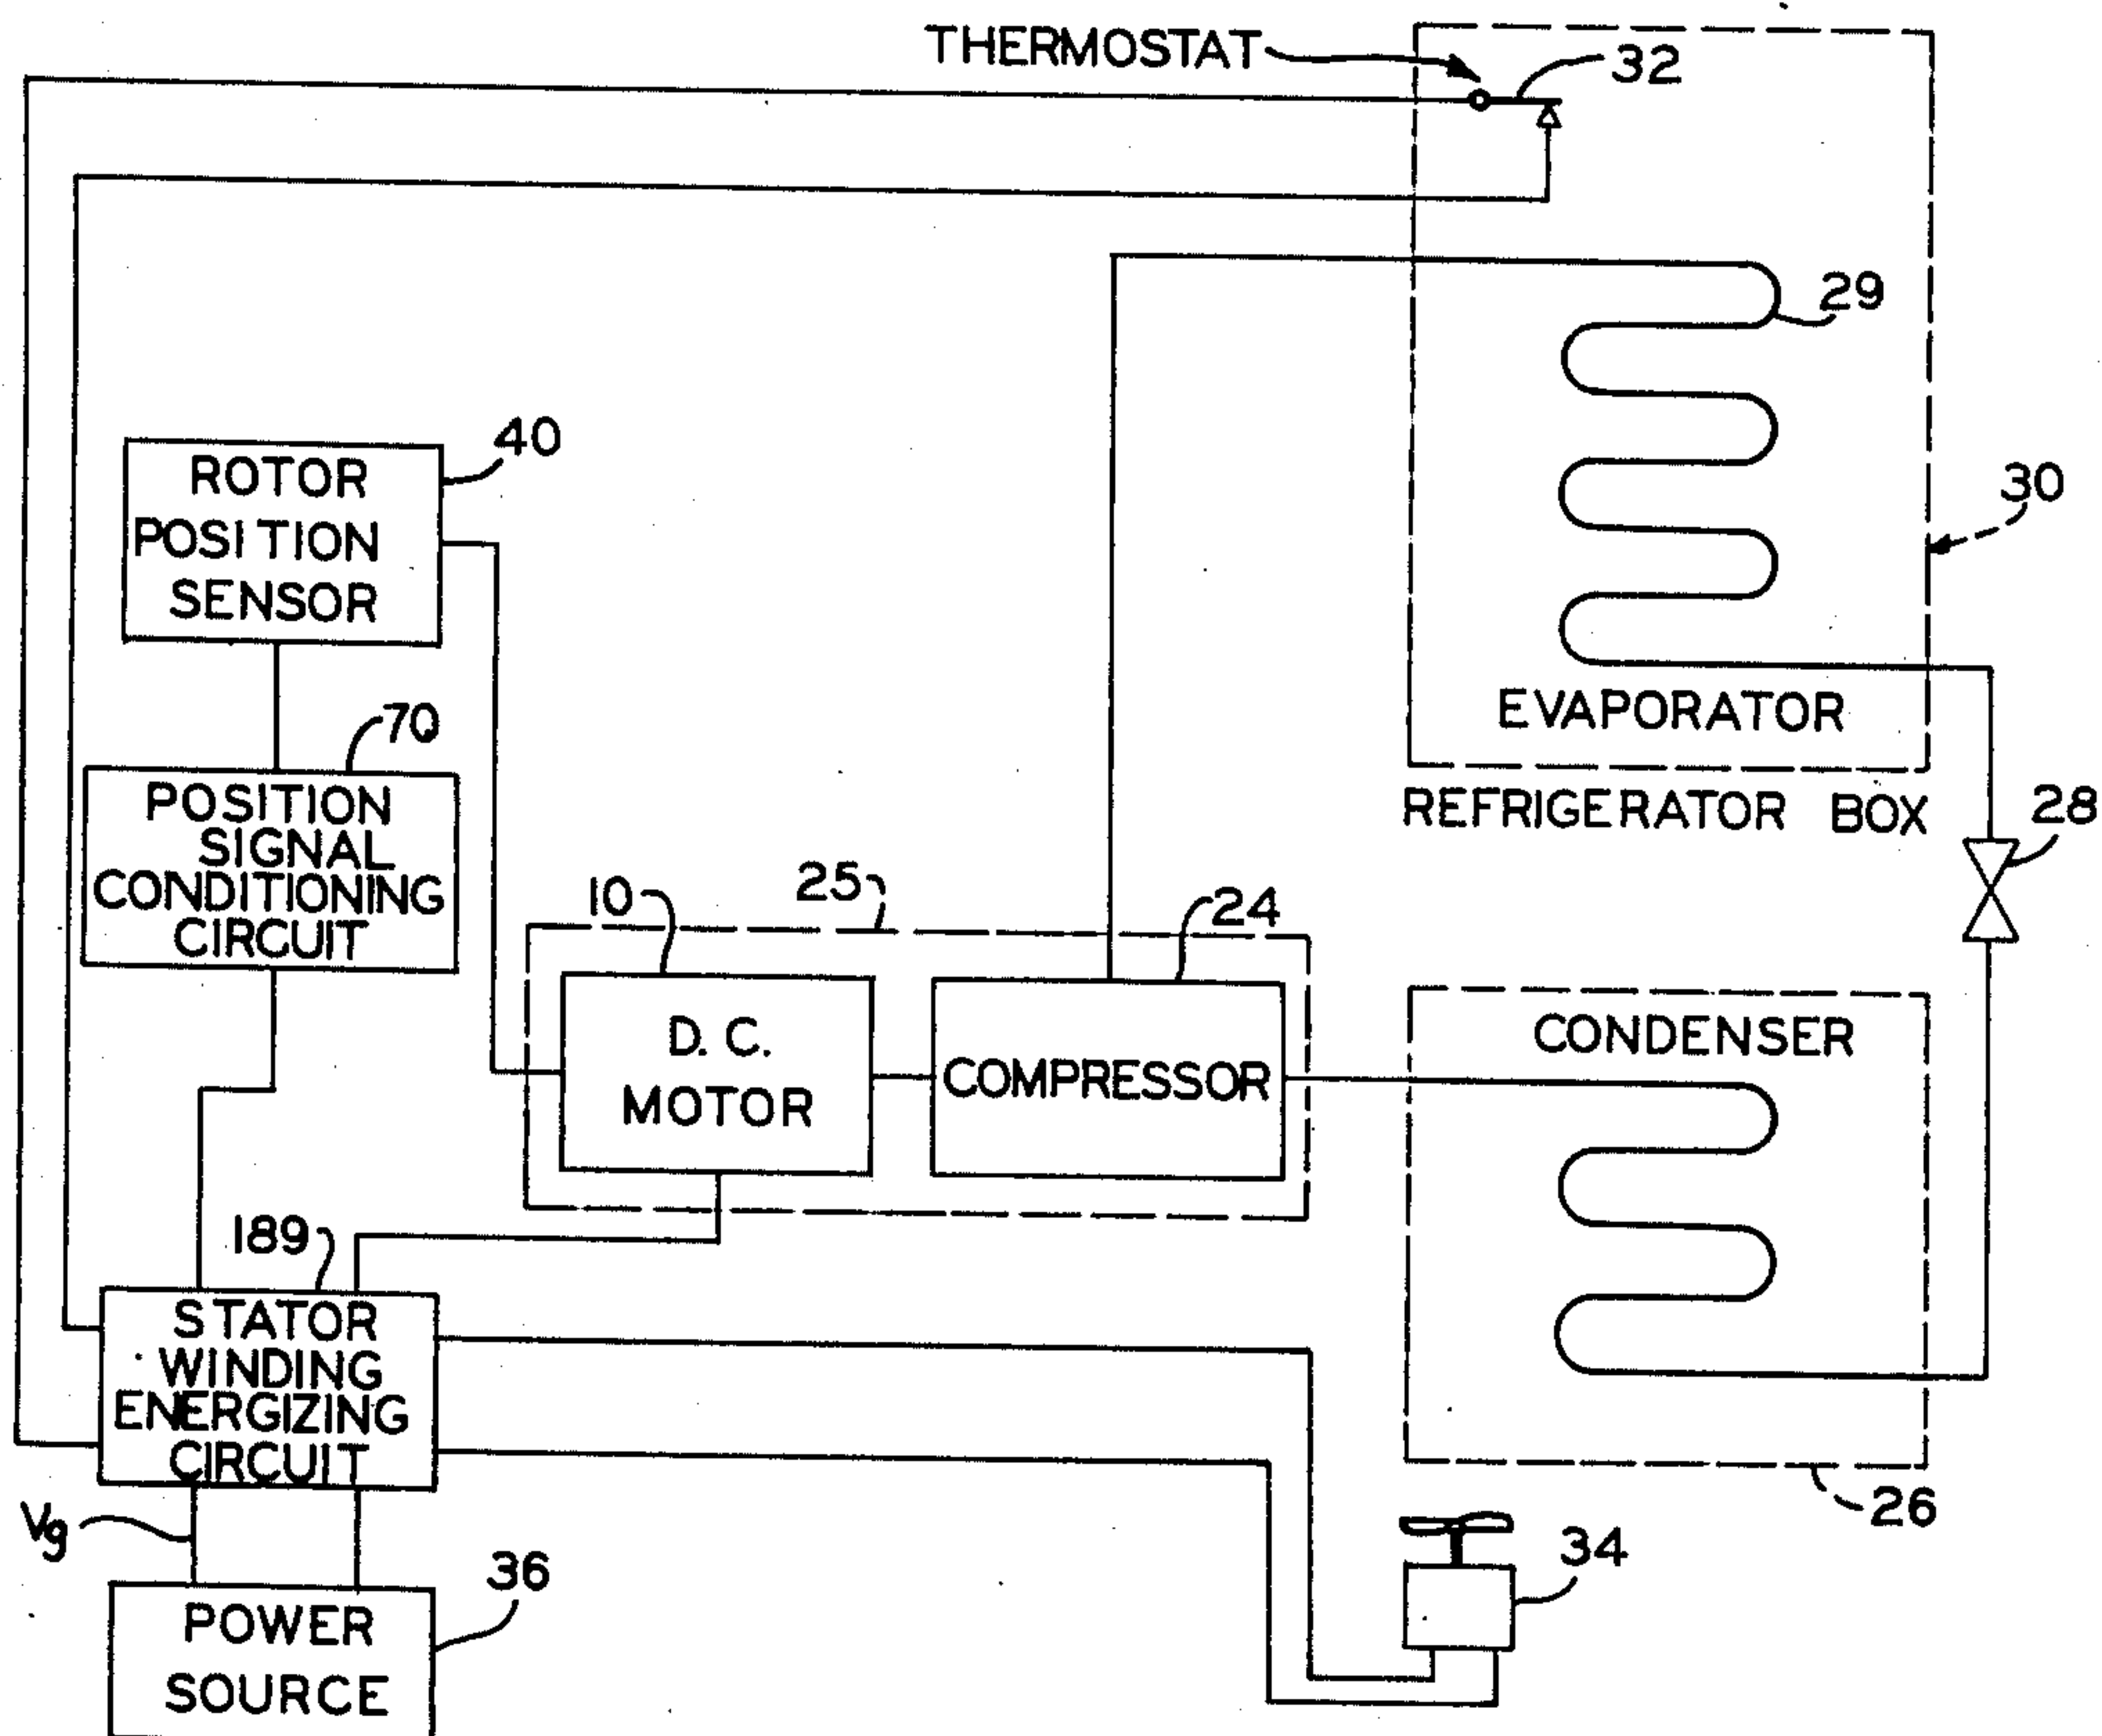 THERMOSTAT
32
29
40
ROTOR
POSITION
SENSOR
30
EVAPORATOR
70
REFRIGERATOR BOX
28
POSITION
SIGNAL
CONDITIONING
CIRCUIT
25
10
24
D. C.
MOTOR
COMPRESSOR
CONDENSER
189
STATOR
WINDING
ENERGIZING
CIRCUIT
26
Vg
34
36
POWER
SOURCE